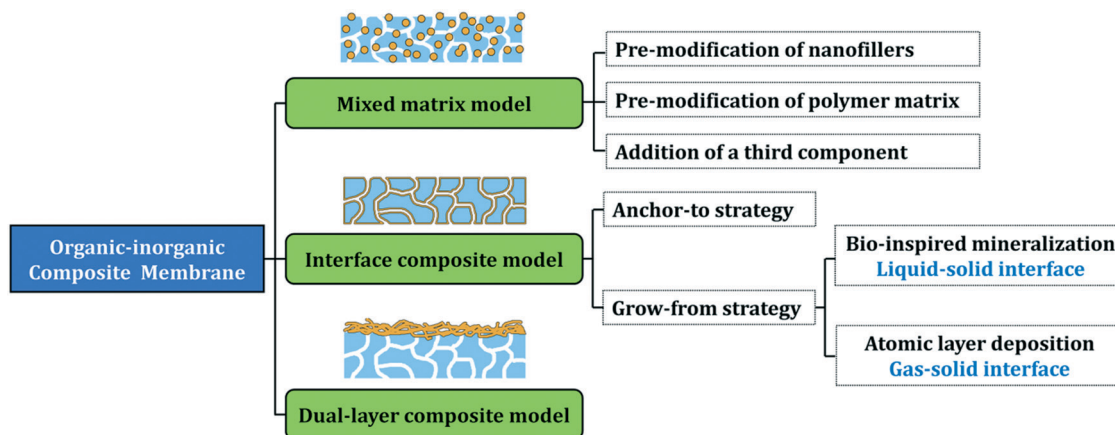 Organic-inorganic
Composite Membrane
Mixed matrix model
Pre-modification of nanofillers
Pre-modification of polymer matrix
Addition of a third component
Interface composite model
Anchor-to strategy
Grow-from strategy
Bio-inspired mineralization
Liquid-solid interface
Atomic layer deposition
Gas-solid interface
Dual-layer composite model